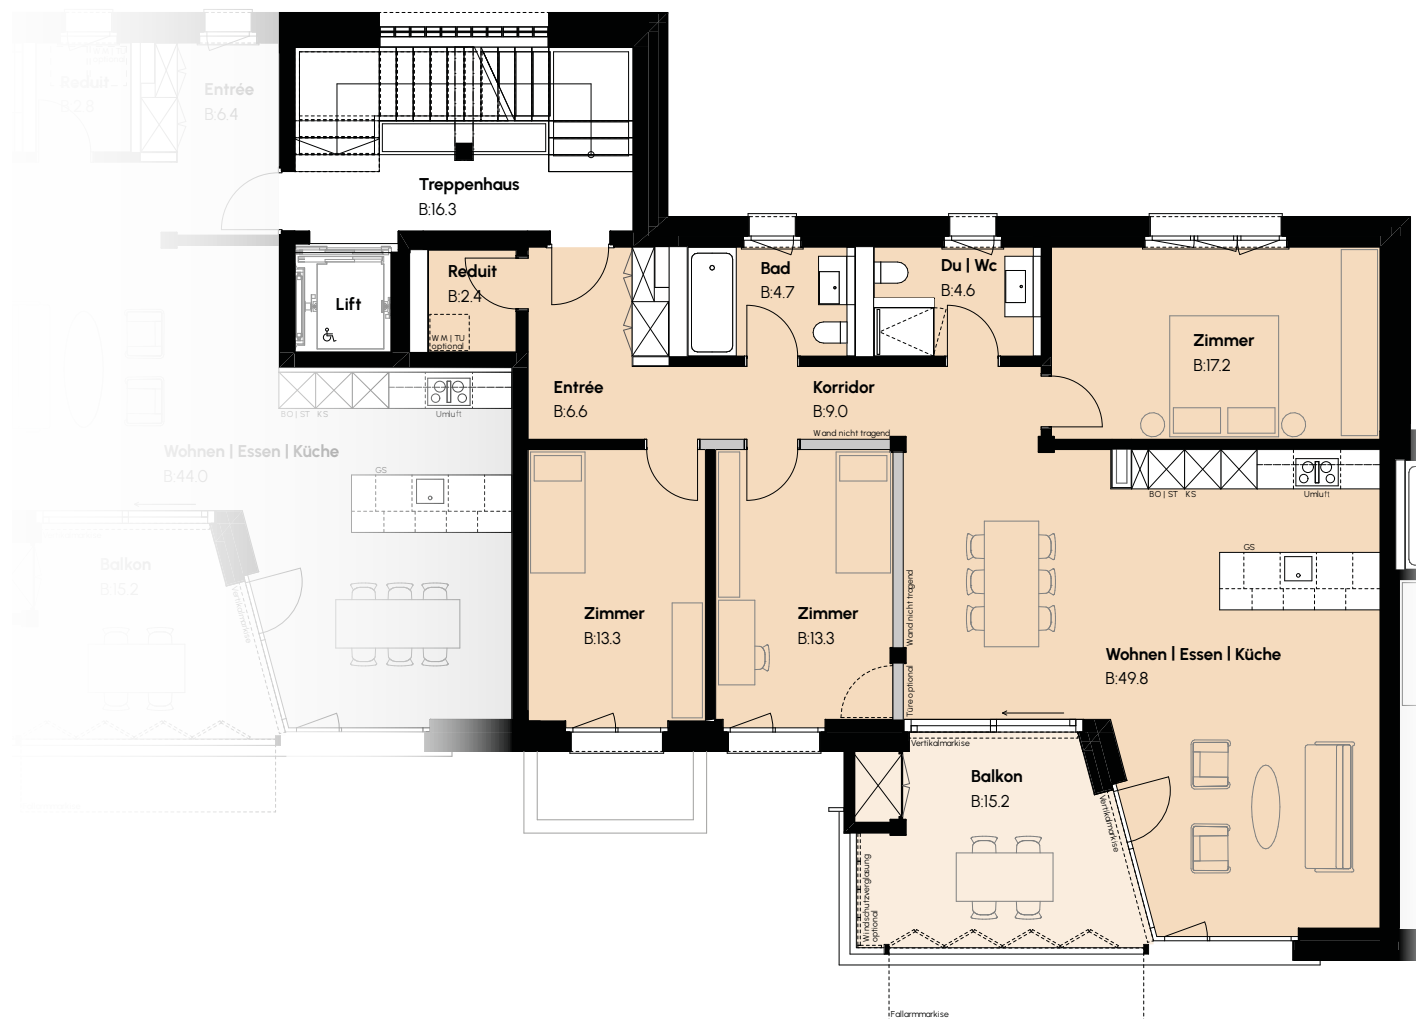 Reduit
B:2.8
Entrée
B:6.4
Treppenhaus
B:16.3
Lift
Reduit
B:2.4
WM | TU
optional
Bad
B:4.7
Du | Wc
B:4.6
Zimmer
B:17.2
Entrée
B:6.6
Korridor
B:9.0
Wand nicht tragend
BO | ST KS
Umluft
Wohnen | Essen | Küche
B:44.0
GS
BO | ST KS
Umluft
GS
Balkon
B:15.2
Vertikalmarkise
Zimmer
B:13.3
Zimmer
B:13.3
Wand nicht tragend
Türe optional
Wohnen | Essen | Küche
B:49.8
Vertikalmarkise
Balkon
B:15.2
Vertikalmarkise
Windschutzverglasung
optional
Fallarmmarkise